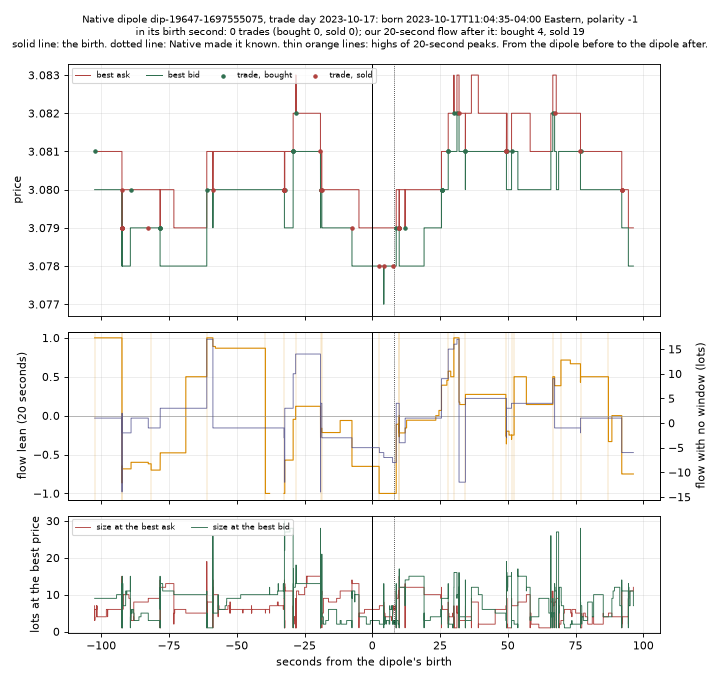 Native dipole dip-19647-1697555075, trade day 2023-10-17: born 2023-10-17T11:04:35-04:00 Eastern, polarity -1
in its birth second: 0 trades (bought 0, sold 0); our 20-second flow after it: bought 4, sold 19
solid line: the birth. dotted line: Native made it known. thin orange lines: highs of 20-second peaks. From the dipole before to the dipole after.
best ask best bid trade, bought trade, sold
3.083
3.082
3.081
3.080
3.079
3.078
3.077
price
1.0
0.5
0.0
−0.5
−1.0
flow lean (20 seconds)
15
10
5
0
−5
−10
−15
flow with no window (lots)
size at the best ask size at the best bid
30
20
10
0
lots at the best price
−100 −75 −50 −25 0 25 50 75 100
seconds from the dipole's birth